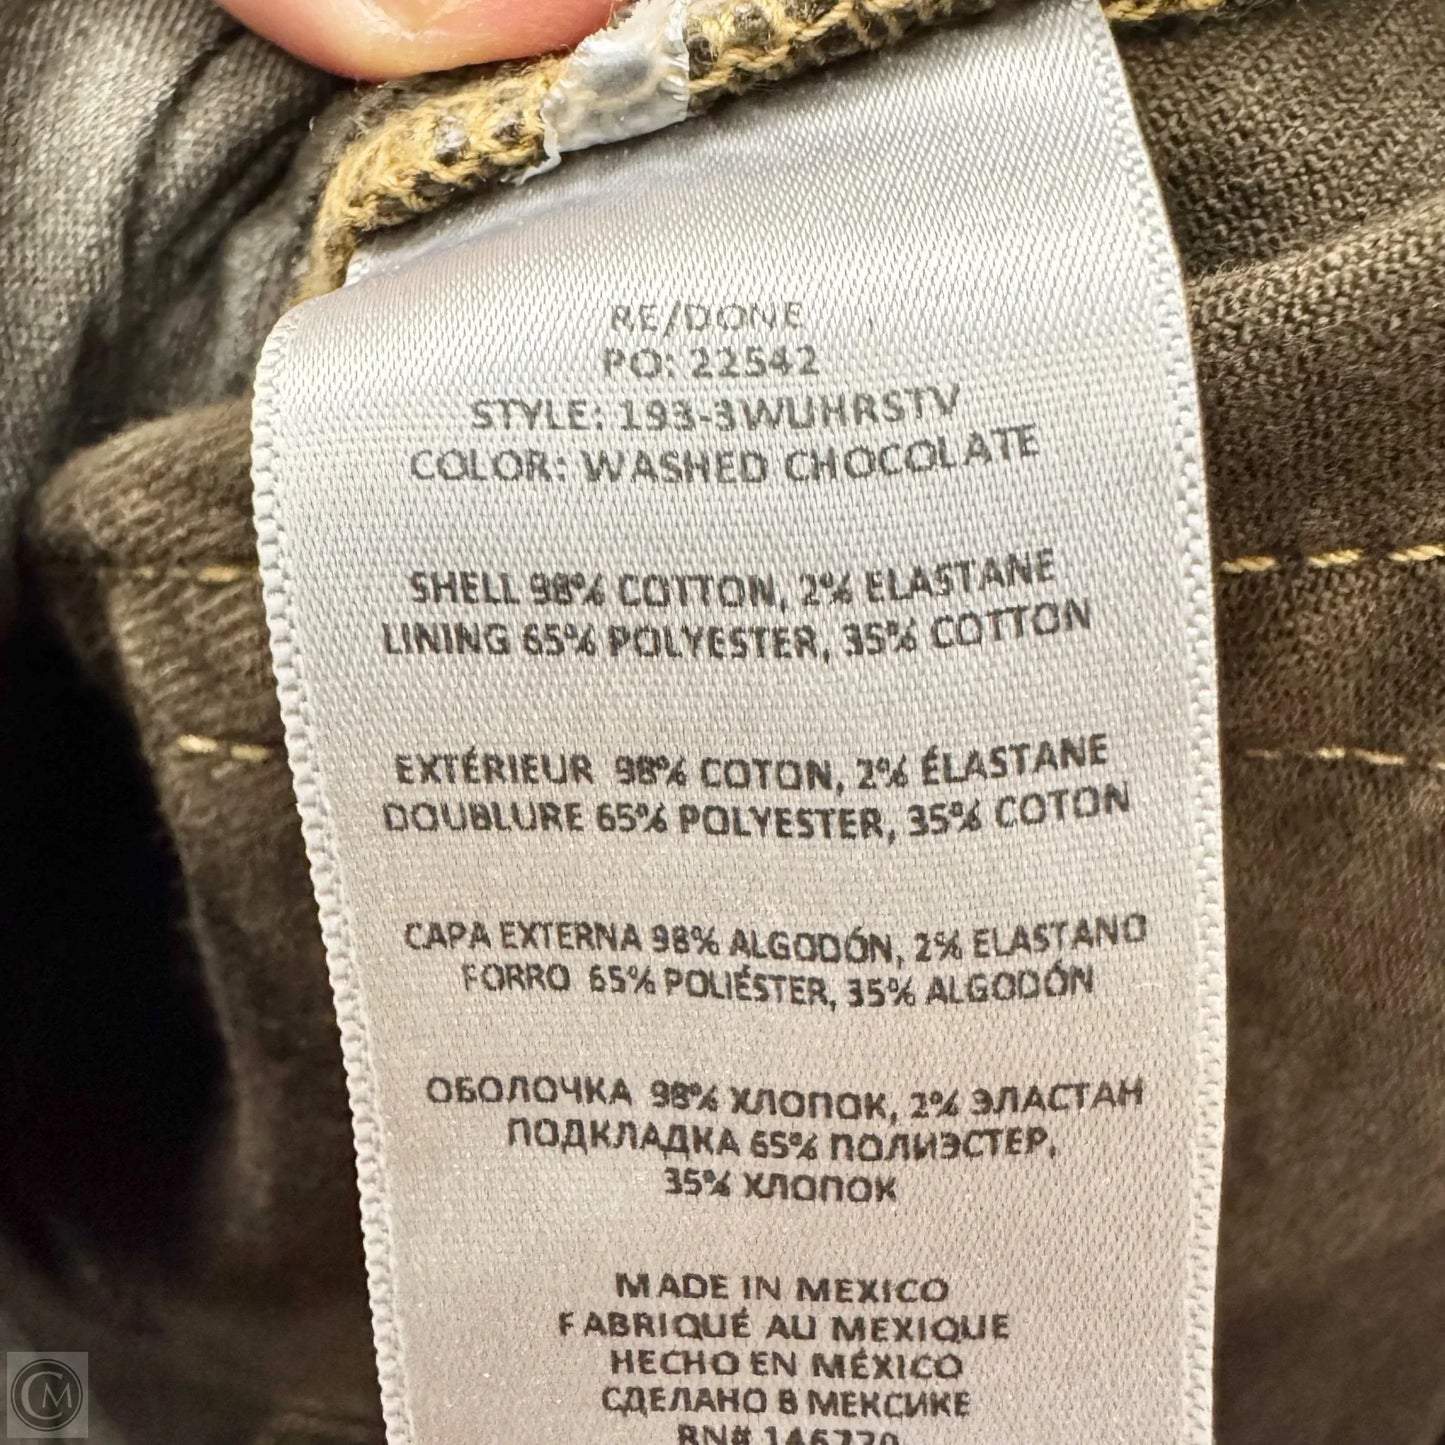 RE/DONE
PO: 22542
STYLE: 193-3WUHRSTV
COLOR: WASHED CHOCOLATE
SHELL 98% COTTON, 2% ELASTANE
LINING 65% POLYESTER, 35% COTTON
EXTÉRIEUR 98% COTON, 2% ÉLASTANE
DOUBLURE 65% POLYESTER, 35% COTON
CAPA EXTERNA 98% ALGODÓN, 2% ELASTANO
FORRO 65% POLIÉSTER, 35% ALGODÓN
ОБОЛОЧКА 98% ХЛОПОК, 2% ЭЛАСТАН
ПОДКЛАДКА 65% ПОЛИЭСТЕР,
35% ХЛОПОК
MADE IN MEXICO
FABRIQUÉ AU MEXIQUE
HECHO EN MÉXICO
СДЕЛАНО В МЕКСИКЕ
RN# 146770
CM